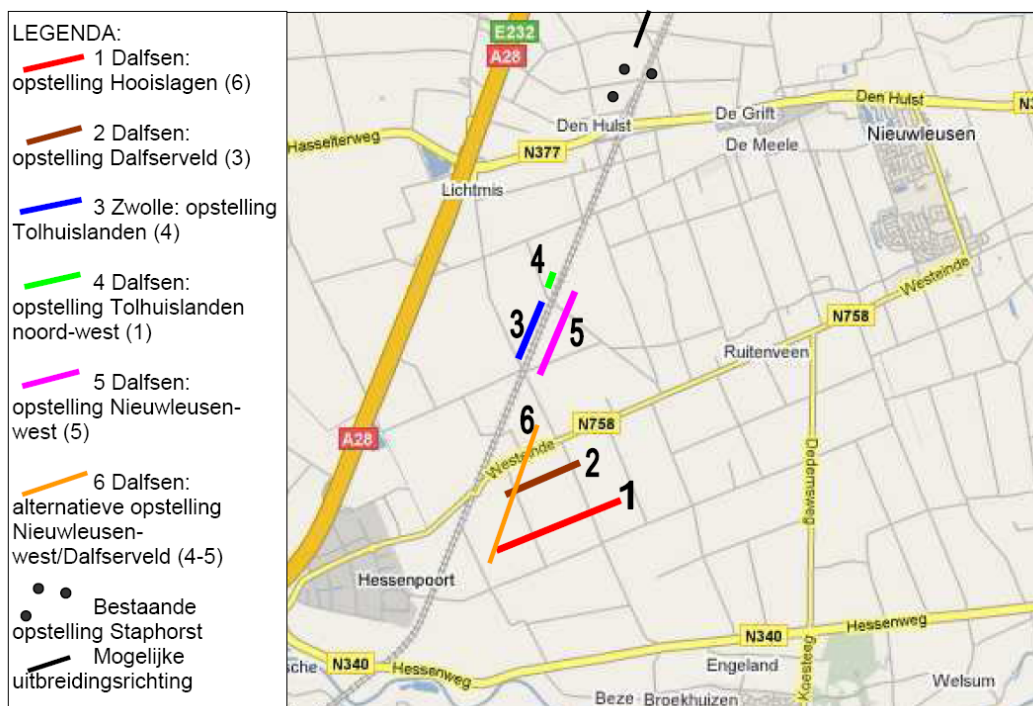 LEGENDA:
1 Dalfsen:
opstelling Hooislagen (6)
2 Dalfsen:
opstelling Dalfserveld (3)
3 Zwolle: opstelling
Tolhuislanden (4)
4 Dalfsen:
opstelling Tolhuislanden
noord-west (1)
5 Dalfsen:
opstelling Nieuwleusen-
west (5)
6 Dalfsen:
alternatieve opstelling
Nieuwleusen-
west/Dalfserveld (4-5)
Bestaande
opstelling Staphorst
Mogelijke
uitbreidingsrichting
E232
A28
Den Hulst
N3
De Grift
Den Hulst
Nieuwleusen
De Meele
Hasselterweg
N377
Lichtmis
4
Westeinde
3
5
N758
Ruitenveen
6
N758
A28
Westeinde
2
Dedemsweg
1
Hessenpoort
Hessenweg
N340
sche
N340
Hessenweg
Engeland
Koesteeg
Welsum
Beze
Broekhuizen